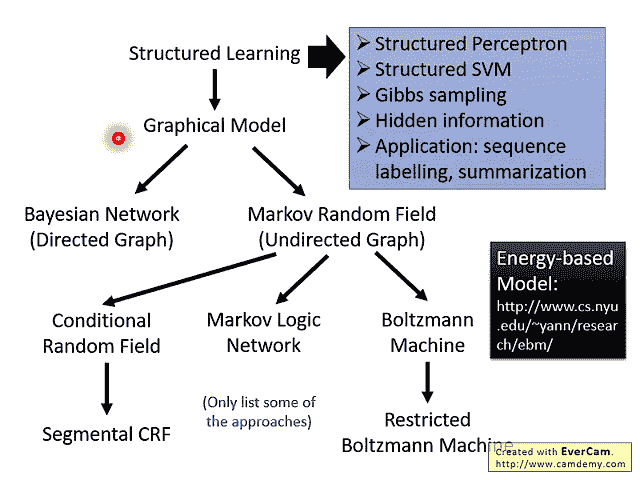 Structured Learning
➢ Structured Perceptron
➢ Structured SVM
➢ Gibbs sampling
➢ Hidden information
➢ Application: sequence
labelling, summarization
Graphical Model
Bayesian Network
(Directed Graph)
Markov Random Field
(Undirected Graph)
Energy-based
Model:
http://www.cs.nyu
.edu/~yann/resear
ch/ebm/
Conditional
Random Field
Markov Logic
Network
Boltzmann
Machine
(Only list some of
the approaches)
Segmental CRF
Restricted
Boltzmann Machine
Created with EverCam.
http://www.camdemy.com